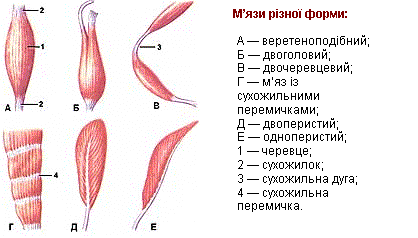 М'язи різної форми:
А — веретеноподібний;
Б — двоголовий;
В — двочеревцевий;
Г — м'яз із
сухожильними
перемичками;
Д — двоперистий;
Е — одноперистий;
1 — черевце;
2 — сухожилок;
3 — сухожильна дуга;
4 — сухожильна
перемичка.
2
1
3
А
2
Б
В
4
Г
Д
Е